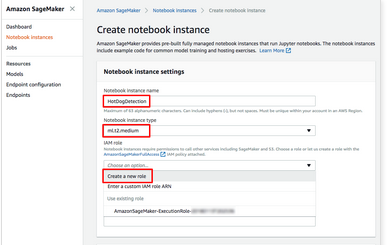 Amazon SageMaker
Amazon SageMaker > Notebook instances > Create notebook instance
Dashboard
Notebook instances
Jobs
Resources
Models
Endpoint configuration
Endpoints
Create notebook instance
Amazon SageMaker provides pre-built fully managed notebook instances that run Jupyter notebooks. The notebook instances
include example code for common model training and hosting exercises. Learn More
Notebook instance settings
Notebook instance name
HotDogDetection
Maximum of 63 alphanumeric characters. Can include hyphens (-), but not spaces. Must be unique within your account in an AWS Region.
Notebook instance type
ml.t2.medium
IAM role
Notebook instances require permissions to call other services including SageMaker and S3. Choose a role or let us create a role with the
AmazonSageMakerFullAccess IAM policy attached.
Choose an option...
Create a new role
Enter a custom IAM role ARN
Use existing role
AmazonSageMaker-ExecutionRole-